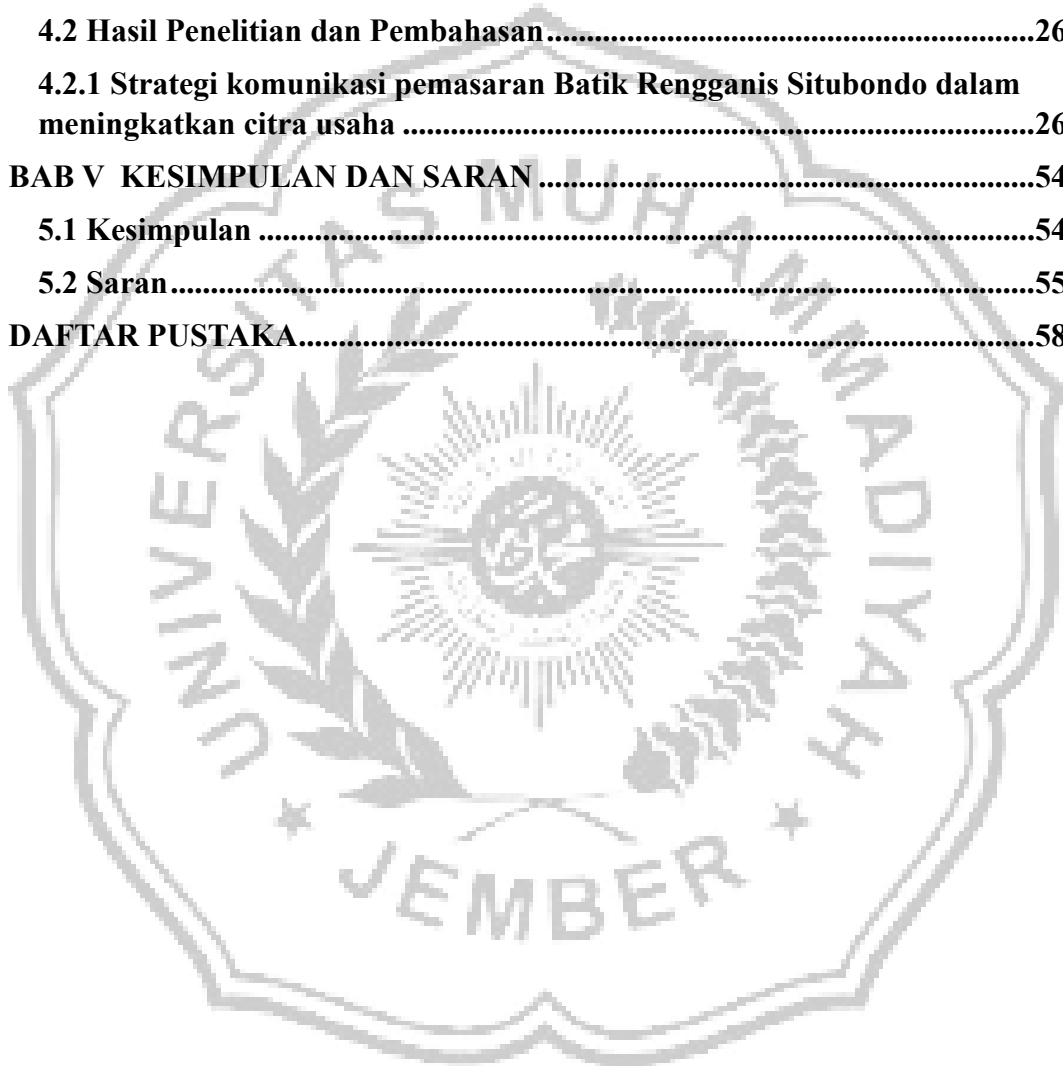 4.2 Hasil Penelitian dan Pembahasan....................................................................26
4.2.1 Strategi komunikasi pemasaran Batik Rengganis Situbondo dalam
meningkatkan citra usaha ........................................................................................26
BAB V  KESIMPULAN DAN SARAN .....................................................................54
5.1 Kesimpulan ............................................................................................................54
5.2 Saran.........................................................................................................................55
DAFTAR PUSTAKA.......................................................................................................58
UNIVERSITAS MUHAMMADIYAH
JEMBER